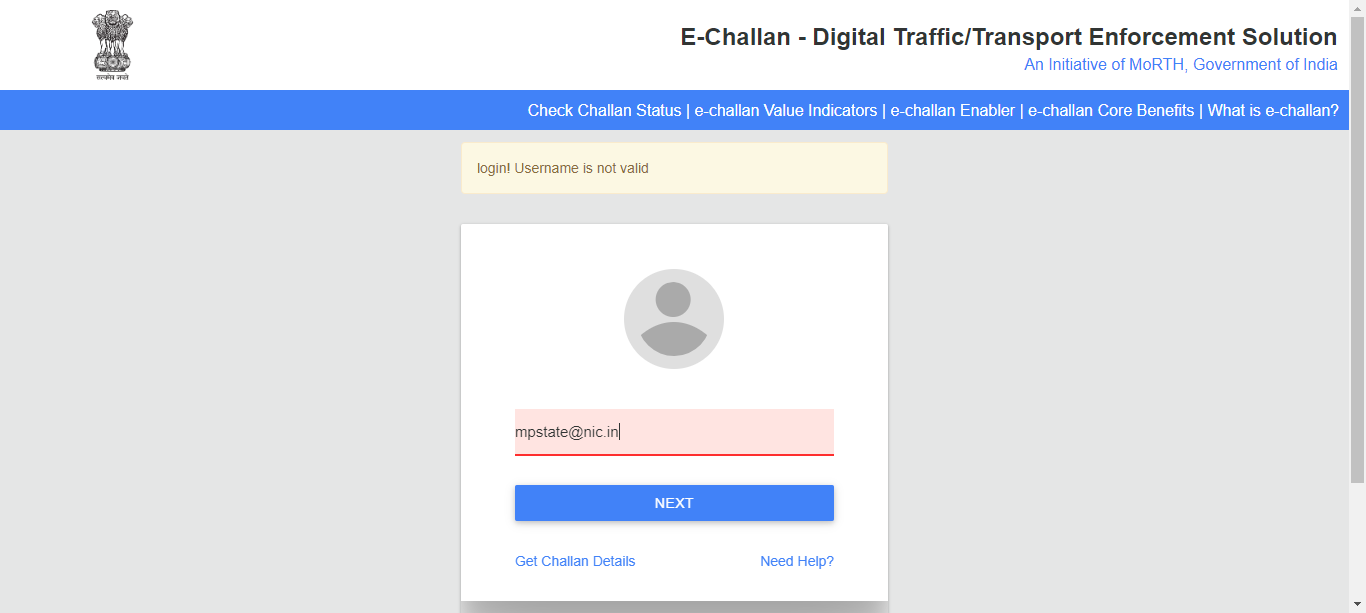 सत्यमेव जयते
E-Challan - Digital Traffic/Transport Enforcement Solution
An Initiative of MoRTH, Government of India
Check Challan Status | e-challan Value Indicators | e-challan Enabler | e-challan Core Benefits | What is e-challan?
login! Username is not valid
mpstate@nic.in
NEXT
Get Challan Details Need Help?